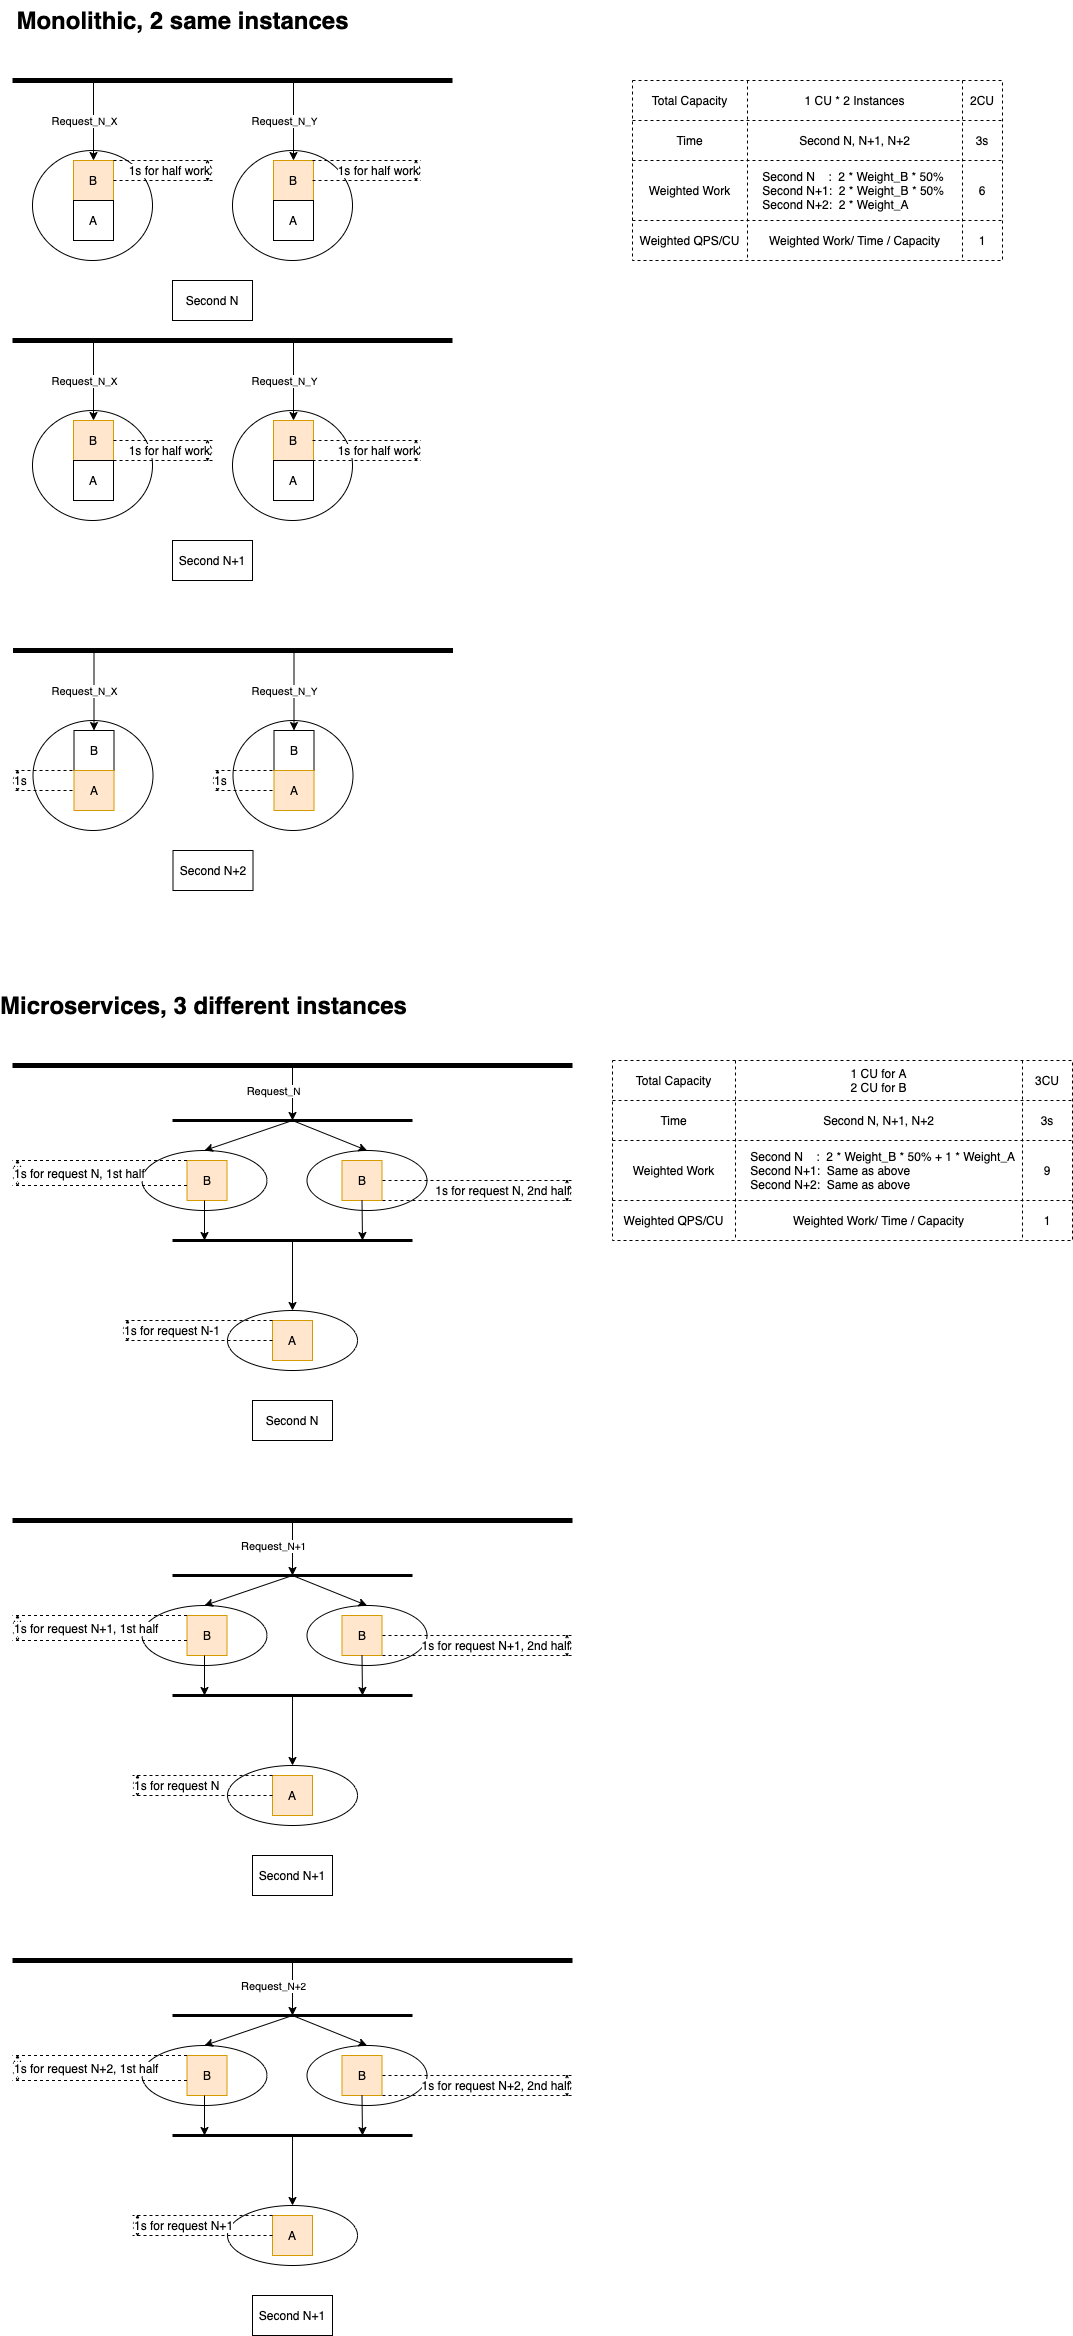 Monolithic, 2 same instances
Request_N_X
Request_N_Y
B
1s for half work
B
1s for half work
A
A
Second N
Total Capacity
1 CU * 2 Instances
2CU
Time
Second N, N+1, N+2
3s
Weighted Work
Second N : 2 * Weight_B * 50%
Second N+1: 2 * Weight_B * 50%
Second N+2: 2 * Weight_A
6
Weighted QPS/CU
Weighted Work/ Time / Capacity
1
Request_N_X
Request_N_Y
B
1s for half work
B
1s for half work
A
A
Second N+1
Request_N_X
Request_N_Y
B
B
1s
A
1s
A
Second N+2
Microservices, 3 different instances
Request_N
1s for request N, 1st half
B
B
1s for request N, 2nd half
1s for request N-1
A
Second N
Total Capacity
1 CU for A
2 CU for B
3CU
Time
Second N, N+1, N+2
3s
Weighted Work
Second N : 2 * Weight_B * 50% + 1 * Weight_A
Second N+1: Same as above
Second N+2: Same as above
9
Weighted QPS/CU
Weighted Work/ Time / Capacity
1
Request_N+1
1s for request N+1, 1st half
B
B
1s for request N+1, 2nd half
1s for request N
A
Second N+1
Request_N+2
1s for request N+2, 1st half
B
B
1s for request N+2, 2nd half
1s for request N+1
A
Second N+1